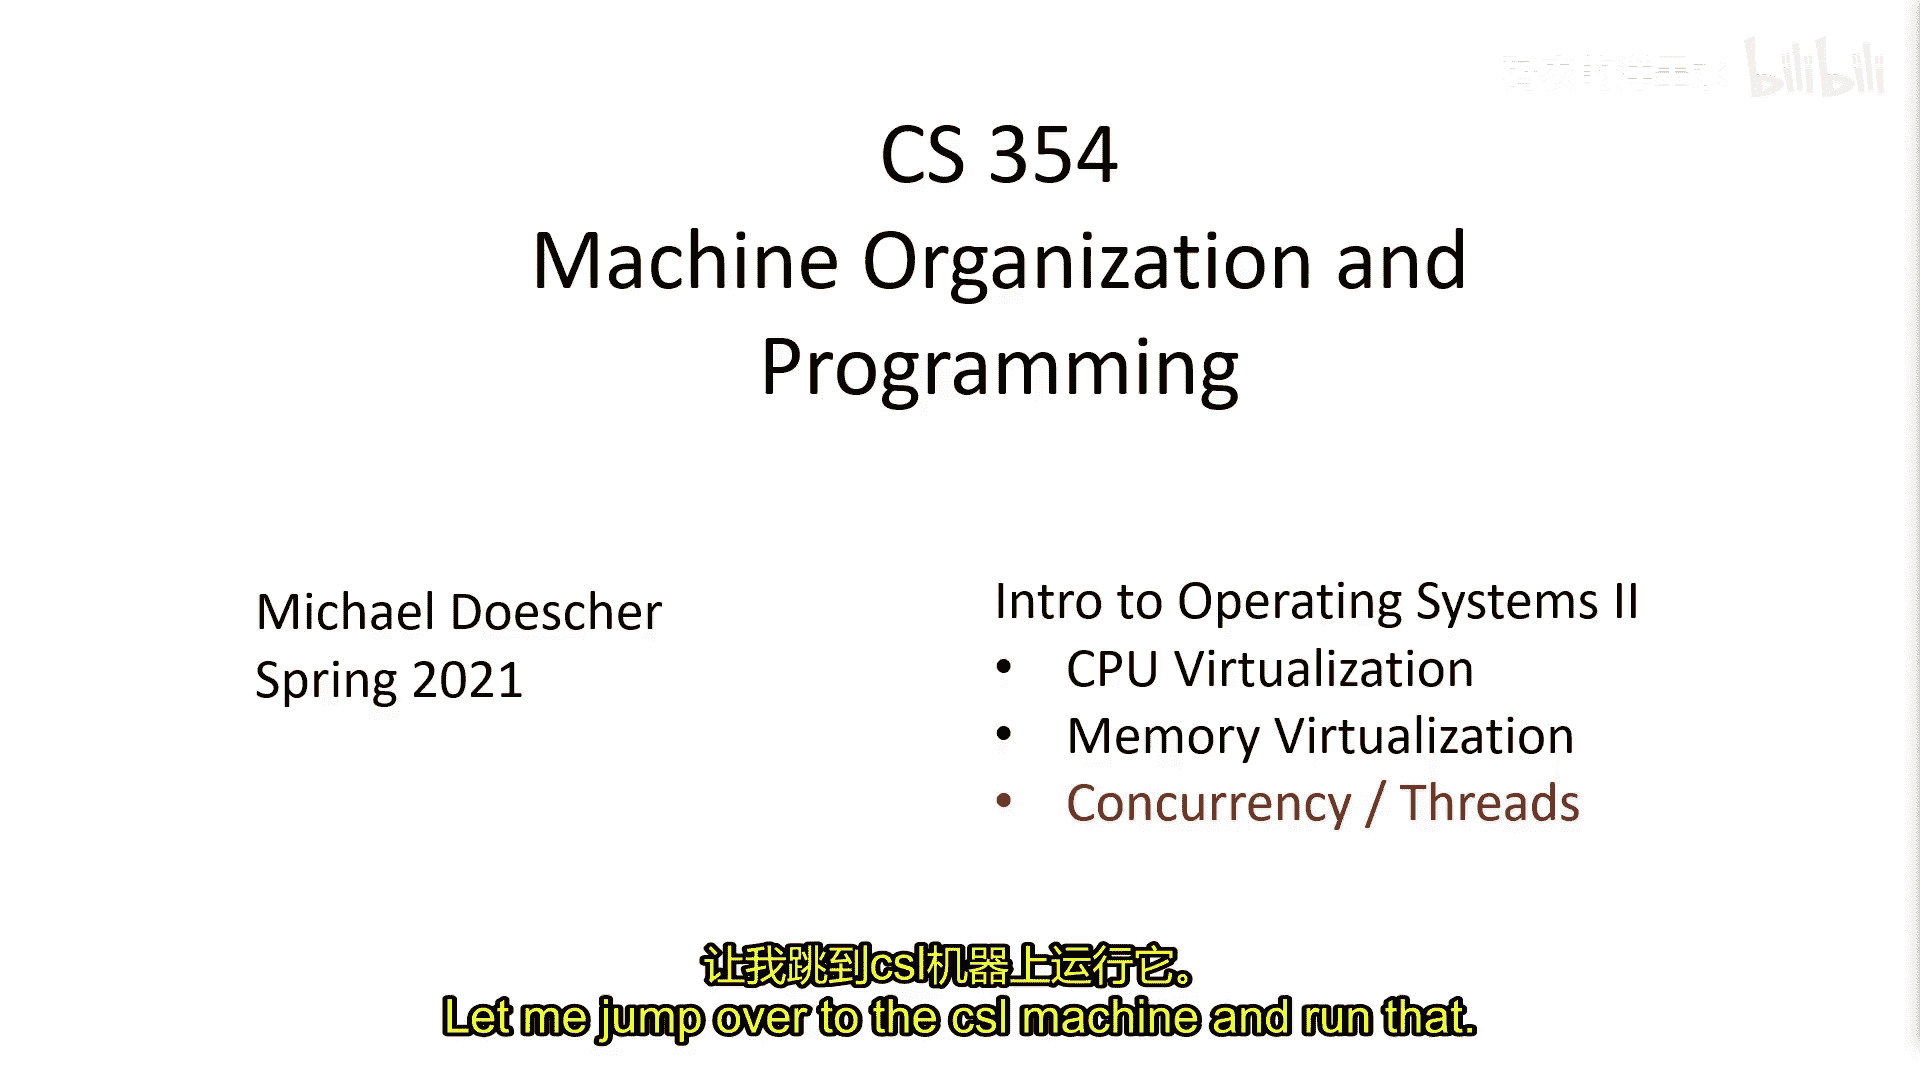 bilibili
CS 354
Machine Organization and
Programming
Michael Doescher
Spring 2021
Intro to Operating Systems II
• CPU Virtualization
• Memory Virtualization
• Concurrency / Threads
让我跳到csl机器上运行它。
Let me jump over to the csl machine and run that.